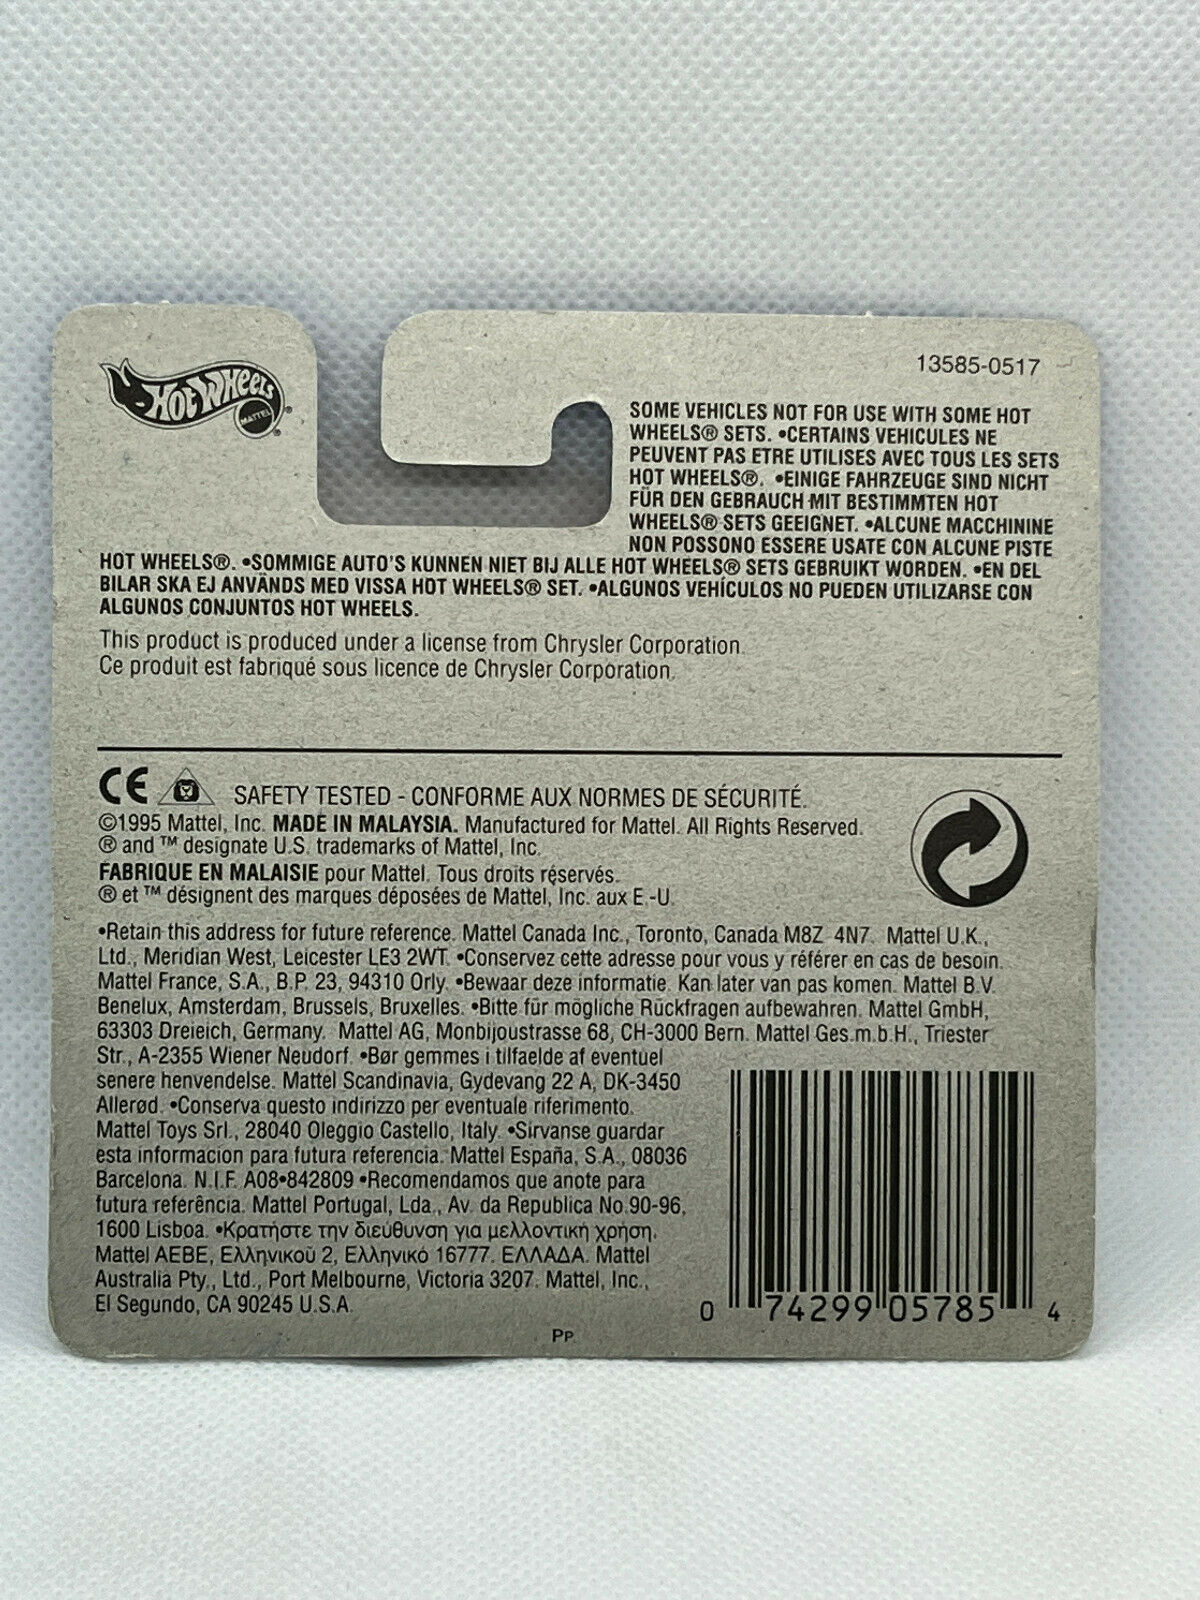 HOT WHEELS®
MATTEL®
13585-0517
SOME VEHICLES NOT FOR USE WITH SOME HOT
WHEELS® SETS. •CERTAINS VEHICULES NE
PEUVENT PAS ETRE UTILISES AVEC TOUS LES SETS
HOT WHEELS®. •EINIGE FAHRZEUGE SIND NICHT
FÜR DEN GEBRAUCH MIT BESTIMMTEN HOT
WHEELS® SETS GEEIGNET. •ALCUNE MACCHININE
NON POSSONO ESSERE USATE CON ALCUNE PISTE
HOT WHEELS®. •SOMMIGE AUTO'S KUNNEN NIET BIJ ALLE HOT WHEELS® SETS GEBRUIKT WORDEN. •EN DEL
BILAR SKA EJ ANVÄNDS MED VISSA HOT WHEELS® SET. •ALGUNOS VEHÍCULOS NO PUEDEN UTILIZARSE CON
ALGUNOS CONJUNTOS HOT WHEELS.
This product is produced under a license from Chrysler Corporation.
Ce produit est fabriqué sous licence de Chrysler Corporation.
CE SAFETY TESTED - CONFORME AUX NORMES DE SÉCURITÉ.
©1995 Mattel, Inc. MADE IN MALAYSIA. Manufactured for Mattel. All Rights Reserved.
® and ™ designate U.S. trademarks of Mattel, Inc.
FABRIQUE EN MALAISIE pour Mattel. Tous droits réservés.
® et ™ désignent des marques déposées de Mattel, Inc. aux E.-U.
•Retain this address for future reference. Mattel Canada Inc., Toronto, Canada M8Z 4N7. Mattel U.K.,
Ltd., Meridian West, Leicester LE3 2WT. •Conservez cette adresse pour vous y référer en cas de besoin.
Mattel France, S.A., B.P. 23, 94310 Orly. •Bewaar deze informatie. Kan later van pas komen. Mattel B.V.
Benelux, Amsterdam, Brussels, Bruxelles. •Bitte für mögliche Rückfragen aufbewahren. Mattel GmbH,
63303 Dreieich, Germany. Mattel AG, Monbijoustrasse 68, CH-3000 Bern. Mattel Ges.m.b.H., Triester
Str., A-2355 Wiener Neudorf. •Bør gemmes i tilfaelde af eventuel
senere henvendelse. Mattel Scandinavia, Gydevang 22 A, DK-3450
Allerød. •Conserva questo indirizzo per eventuale riferimento.
Mattel Toys Srl., 28040 Oleggio Castello, Italy. •Sirvanse guardar
esta informacion para futura referencia. Mattel España, S.A., 08036
Barcelona. N.I.F. A08•842809 •Recomendamos que anote para
futura referência. Mattel Portugal, Lda., Av. da Republica No.90-96,
1600 Lisboa. •Κρατήστε την διεύθυνση για μελλοντική χρήση.
Mattel AEBE, Ελληνικού 2, Ελληνικό 16777. ΕΛΛΑΔΑ. Mattel
Australia Pty., Ltd., Port Melbourne, Victoria 3207. Mattel, Inc.,
El Segundo, CA 90245 U.S.A.
0 74299 05785 4
PP